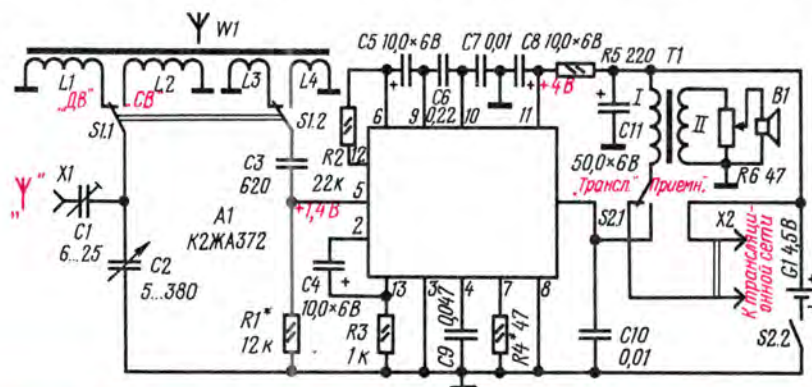 W1
C5 10,0×6В C7 0,01 C8 10,0×6В
R5 220 T1
L1 L2 L3 L4
„ДВ" СВ
C6
+ + +4В
I II B1
S1.1 S1.2
6 9 0,22 10 11
C11
R2 12
C3
620
22к
50,0×6В
R6 47
X1
5
+1,4В
„Трансл." Приемн."
A1
К2ЖА372
2
S2.1 X2
C1
6...25
C2
5...380
C4
10,0×6В
+
К трансляционной сети
G1 4,5В
+
13 3 4 7 8
R1*
12к
R3
1к
C9 0,047
R4* 47
C10
0,01
S2.2